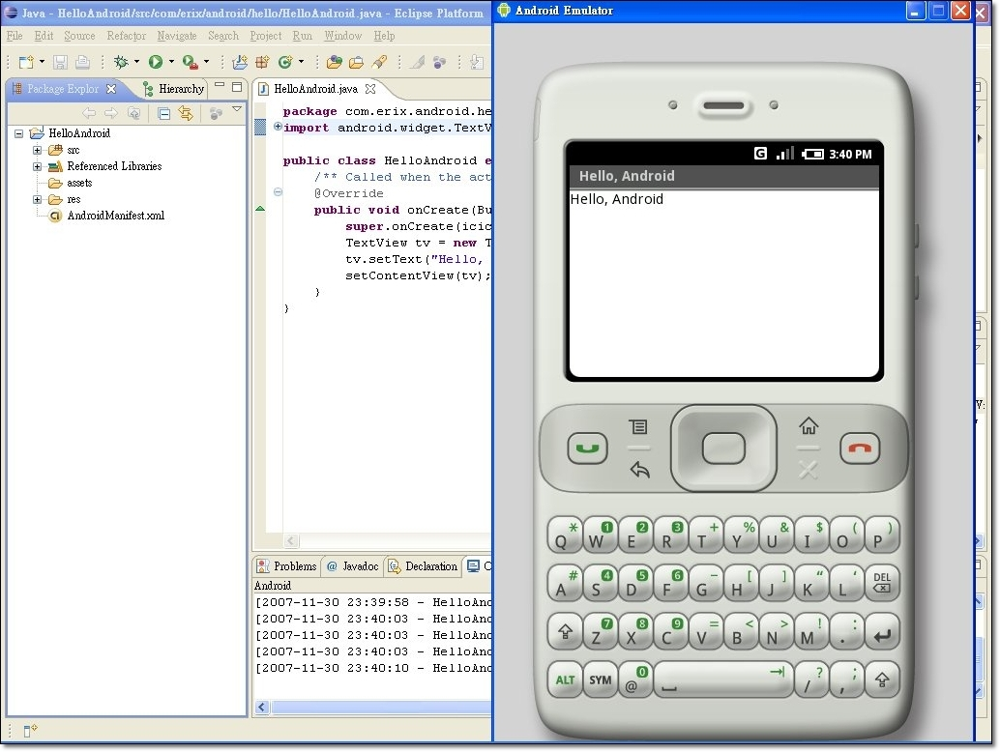 Java - HelloAndroid/src/com/erix/android/hello/HelloAndroid.java - Eclipse Platform
File Edit Source Refactor Navigate Search Project Run Window Help
Package Explor
Hierarchy
HelloAndroid
src
Referenced Libraries
assets
res
AndroidManifest.xml
HelloAndroid.java
package com.erix.android.he
import android.widget.TextV
public class HelloAndroid e
/** Called when the act
@Override
public void onCreate(Bu
super.onCreate(icic
TextView tv = new T
tv.setText("Hello,
setContentView(tv);
}
}
Problems @ Javadoc Declaration
Android
[2007-11-30 23:39:58 - HelloAnd
[2007-11-30 23:40:03 - HelloAnd
[2007-11-30 23:40:03 - HelloAnd
[2007-11-30 23:40:03 - HelloAnd
[2007-11-30 23:40:10 - HelloAnd
Android Emulator
G 3:40 PM
Hello, Android
Hello, Android
Q * W 1 E 2 R 3 T + Y % U & I $ O ( P )
A # S 4 D 5 F 6 G - H [ J ] K " L ' DEL
Z 7 X 8 C 9 V = B < N > M ! . :
ALT SYM @ 0 / ? , ;